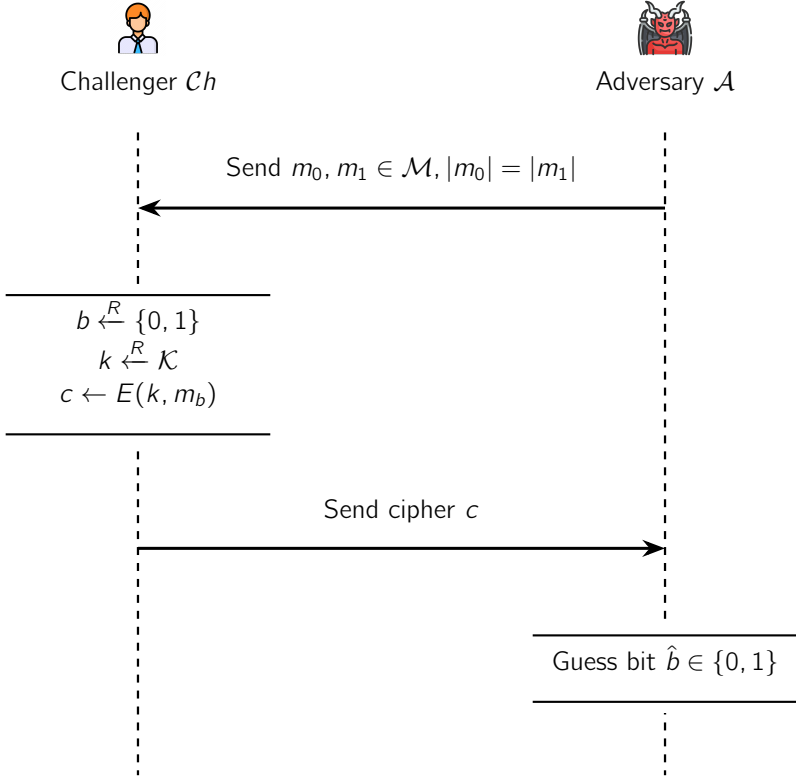 Challenger 𝒞h
Adversary 𝒜
Send m₀, m₁ ∈ ℳ, |m₀| = |m₁|
b ←ᴿ {0, 1}
k ←ᴿ 𝒦
c ← E(k, m_b)
Send cipher c
Guess bit b̂ ∈ {0, 1}